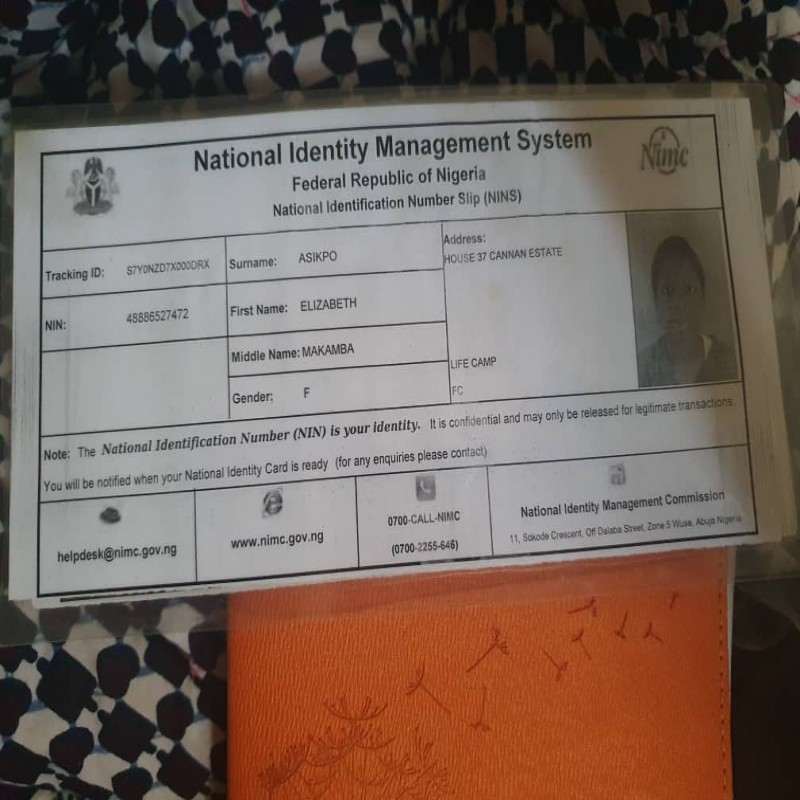 National Identity Management System
Federal Republic of Nigeria
National Identification Number Slip (NINS)
Nimc
Tracking ID: S7Y0NZD7X000DRX
Surname: ASIKPO
Address:
HOUSE 37 CANNAN ESTATE
NIN: 48886527472
First Name: ELIZABETH
Middle Name: MAKAMBA
LIFE CAMP
Gender: F
FC
Note: The National Identification Number (NIN) is your identity. It is confidential and may only be released for legitimate transactions
You will be notified when your National Identity Card is ready (for any enquiries please contact)
helpdesk@nimc.gov.ng
www.nimc.gov.ng
0700-CALL-NIMC
(0700-2255-646)
National Identity Management Commission
11, Sokode Crescent, Off Dalaba Street, Zone 5 Wuse, Abuja Nigeria